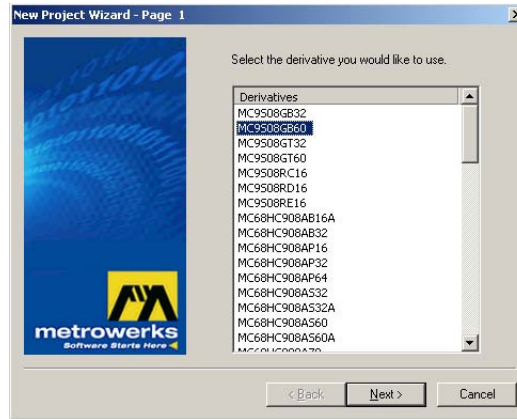 New Project Wizard - Page 1
Select the derivative you would like to use.
Derivatives
MC9S08GB32
MC9S08GB60
MC9S08GT32
MC9S08GT60
MC9S08RC16
MC9S08RD16
MC9S08RE16
MC68HC908AB16A
MC68HC908AB32
MC68HC908AP16
MC68HC908AP32
MC68HC908AP64
MC68HC908AS32
MC68HC908AS32A
MC68HC908AS60
MC68HC908AS60A
metrowerks
Software Starts Here
< Back
Next >
Cancel